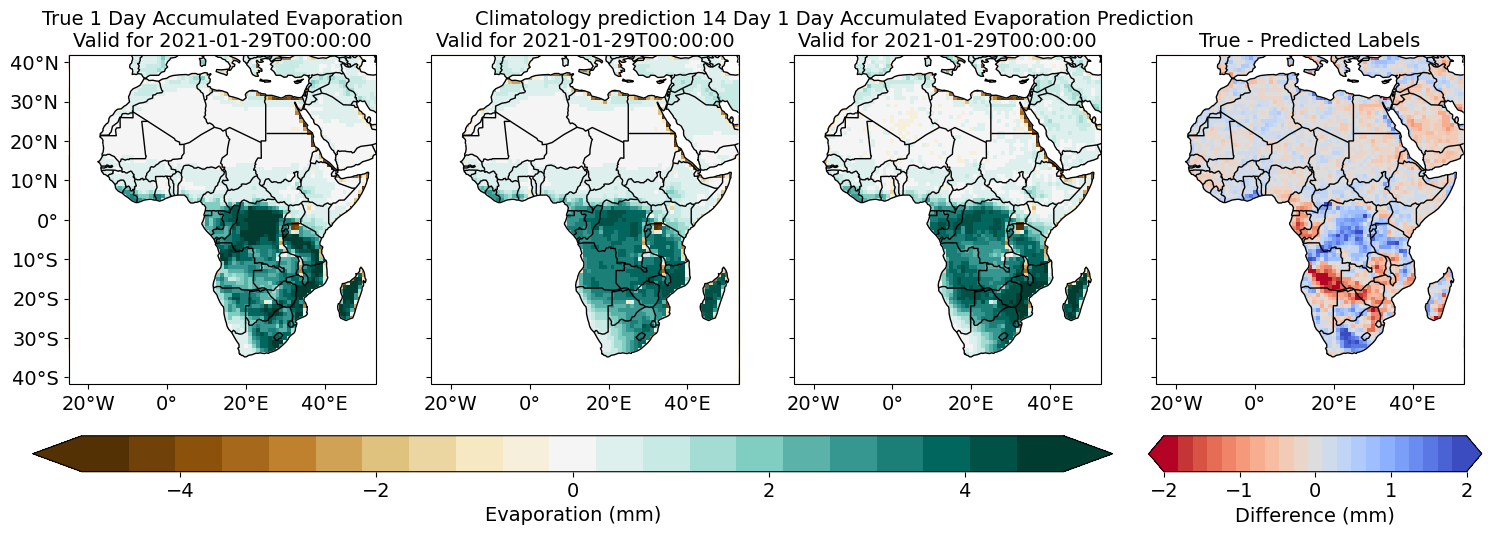 True 1 Day Accumulated Evaporation
Valid for 2021-01-29T00:00:00
Climatology prediction 14 Day 1 Day Accumulated Evaporation Prediction
Valid for 2021-01-29T00:00:00
Valid for 2021-01-29T00:00:00
True - Predicted Labels
40°N
30°N
20°N
10°N
0°
10°S
20°S
30°S
40°S
20°W 0° 20°E 40°E
20°W 0° 20°E 40°E
20°W 0° 20°E 40°E
20°W 0° 20°E 40°E
−4 −2 0 2 4
Evaporation (mm)
−2 −1 0 1 2
Difference (mm)